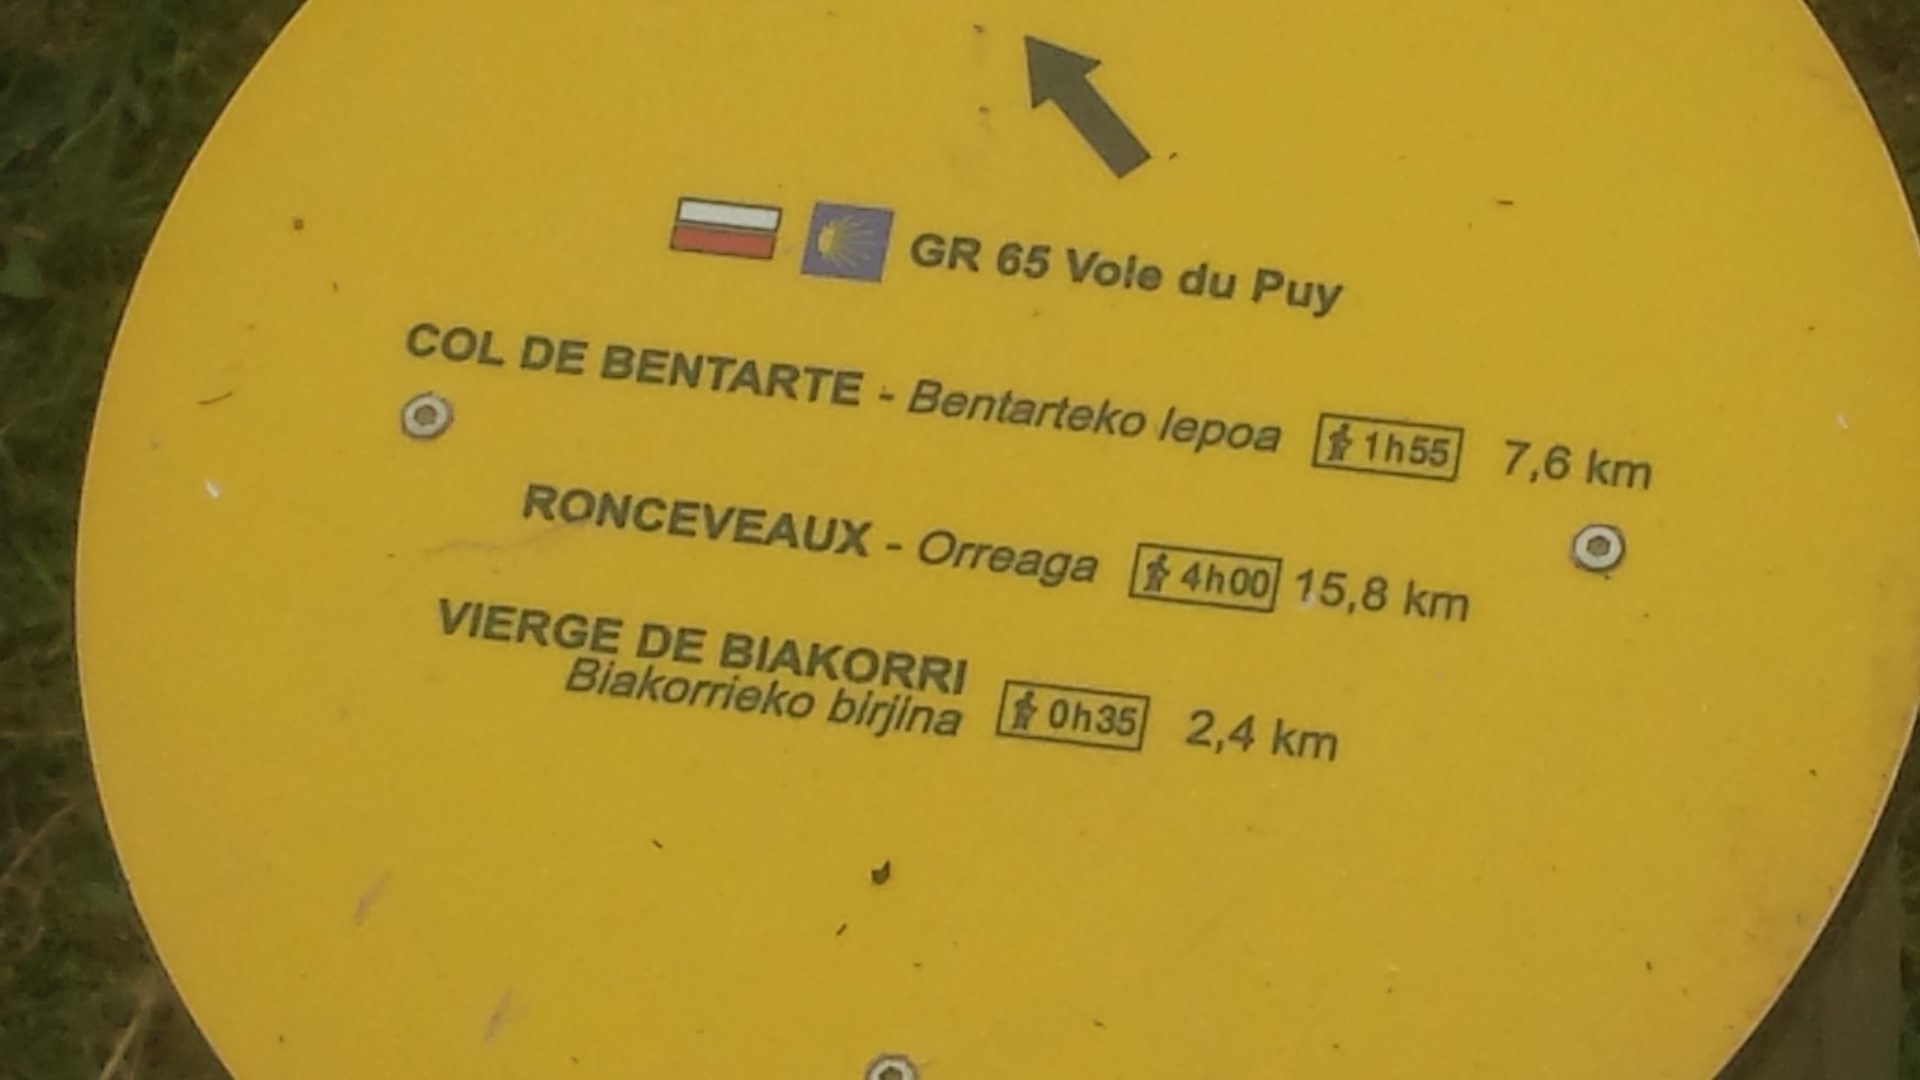 GR 65 Voie du Puy
COL DE BENTARTE - Bentarteko lepoa 1h55 7,6 km
RONCEVEAUX - Orreaga 4h00 15,8 km
VIERGE DE BIAKORRI
Biakorrieko birjina 0h35 2,4 km